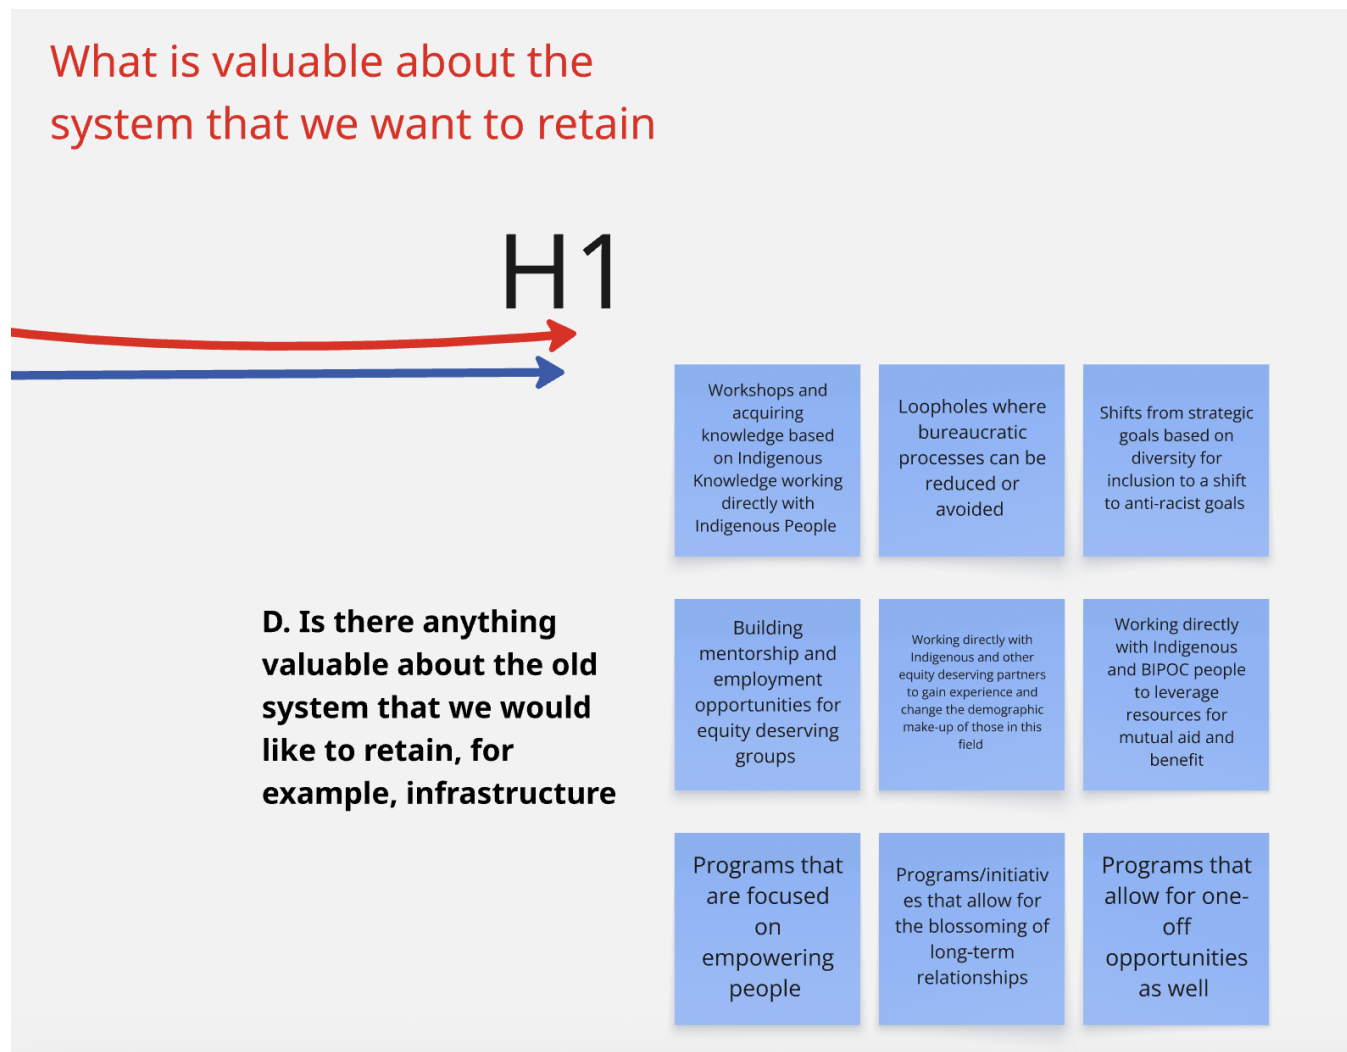 What is valuable about the
system that we want to retain
H1
Workshops and
acquiring
knowledge based
on Indigenous
Knowledge working
directly with
Indigenous People
Loopholes where
bureaucratic
processes can be
reduced or
avoided
Shifts from strategic
goals based on
diversity for
inclusion to a shift
to anti-racist goals
D. Is there anything
valuable about the old
system that we would
like to retain, for
example, infrastructure
Building
mentorship and
employment
opportunities for
equity deserving
groups
Working directly with
Indigenous and other
equity deserving partners
to gain experience and
change the demographic
make-up of those in this
field
Working directly
with Indigenous
and BIPOC people
to leverage
resources for
mutual aid and
benefit
Programs that
are focused
on
empowering
people
Programs/initiativ
es that allow for
the blossoming of
long-term
relationships
Programs that
allow for one-
off
opportunities
as well